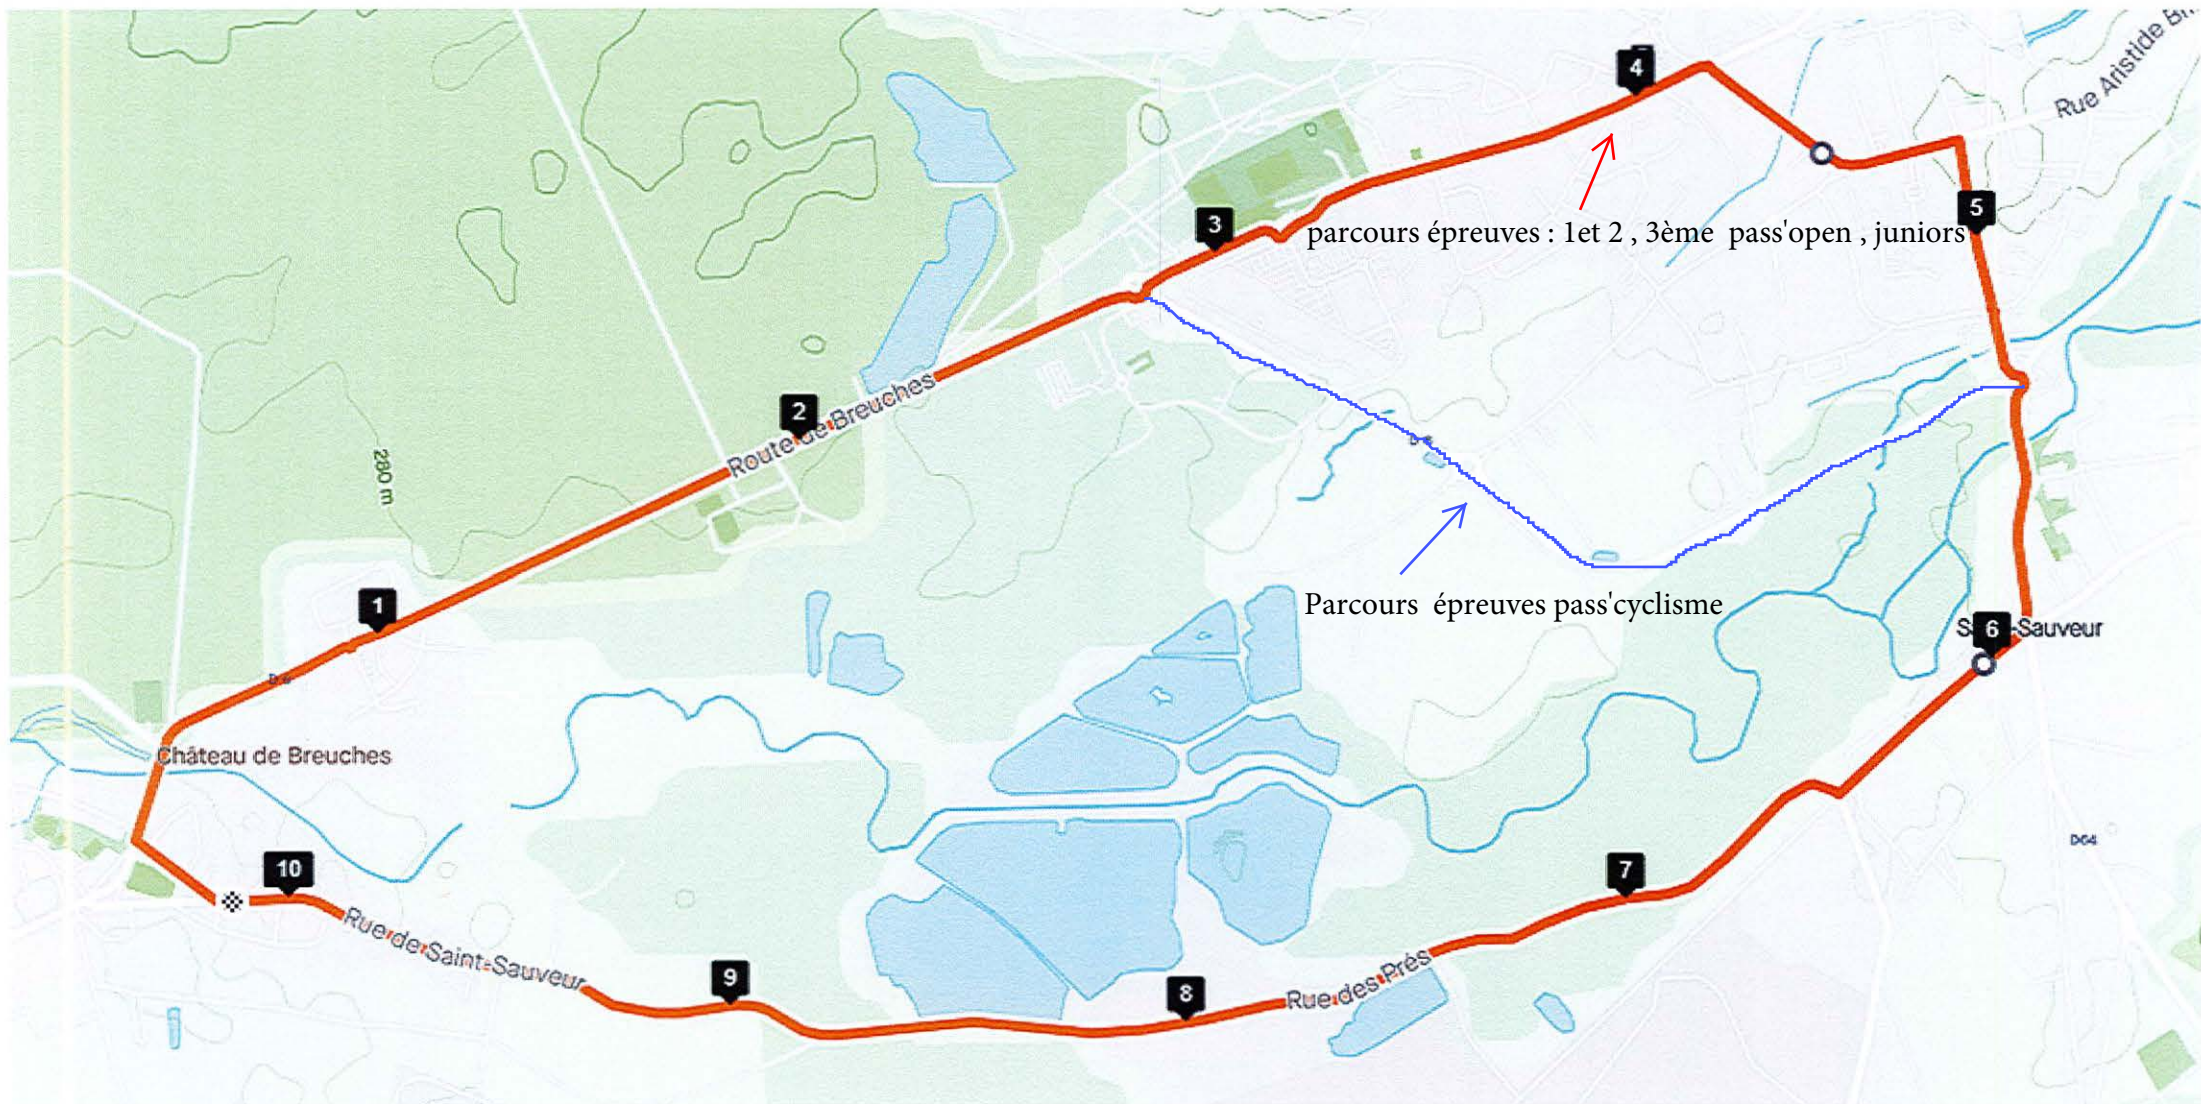 Rue Aristide
4
parcours épreuves : 1et 2 , 3ème pass'open , juniors
5
3
2
Route de Breuches
280 m
D 6
Parcours épreuves pass'cyclisme
1
6
-Sauveur
D 6
Château de Breuches
D64
10
7
Rue de Saint-Sauveur
9
8
Rue des Prés